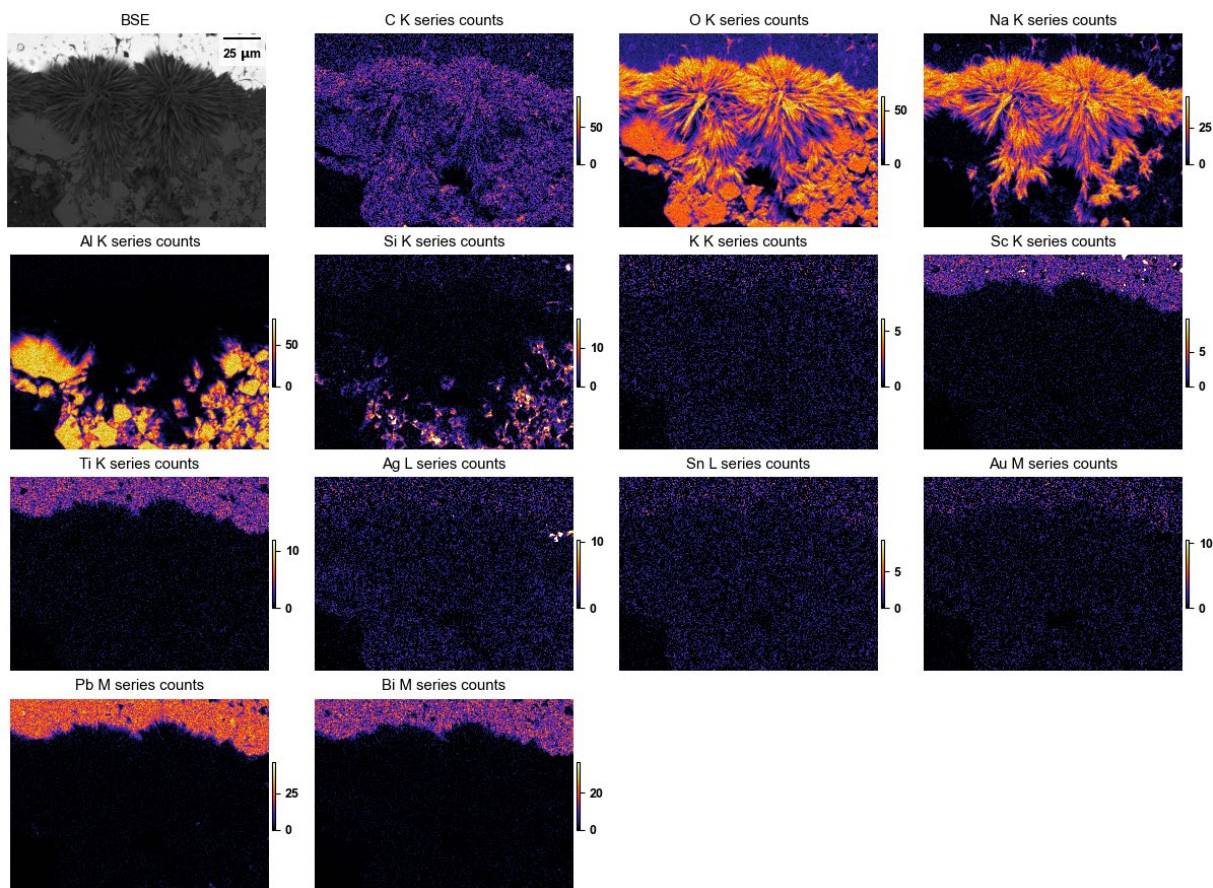 BSE
C K series counts
O K series counts
Na K series counts
25 μm
50
0
50
0
25
0
Al K series counts
Si K series counts
K K series counts
Sc K series counts
50
0
10
0
5
0
5
0
Ti K series counts
Ag L series counts
Sn L series counts
Au M series counts
10
0
10
0
5
0
10
0
Pb M series counts
Bi M series counts
25
0
20
0